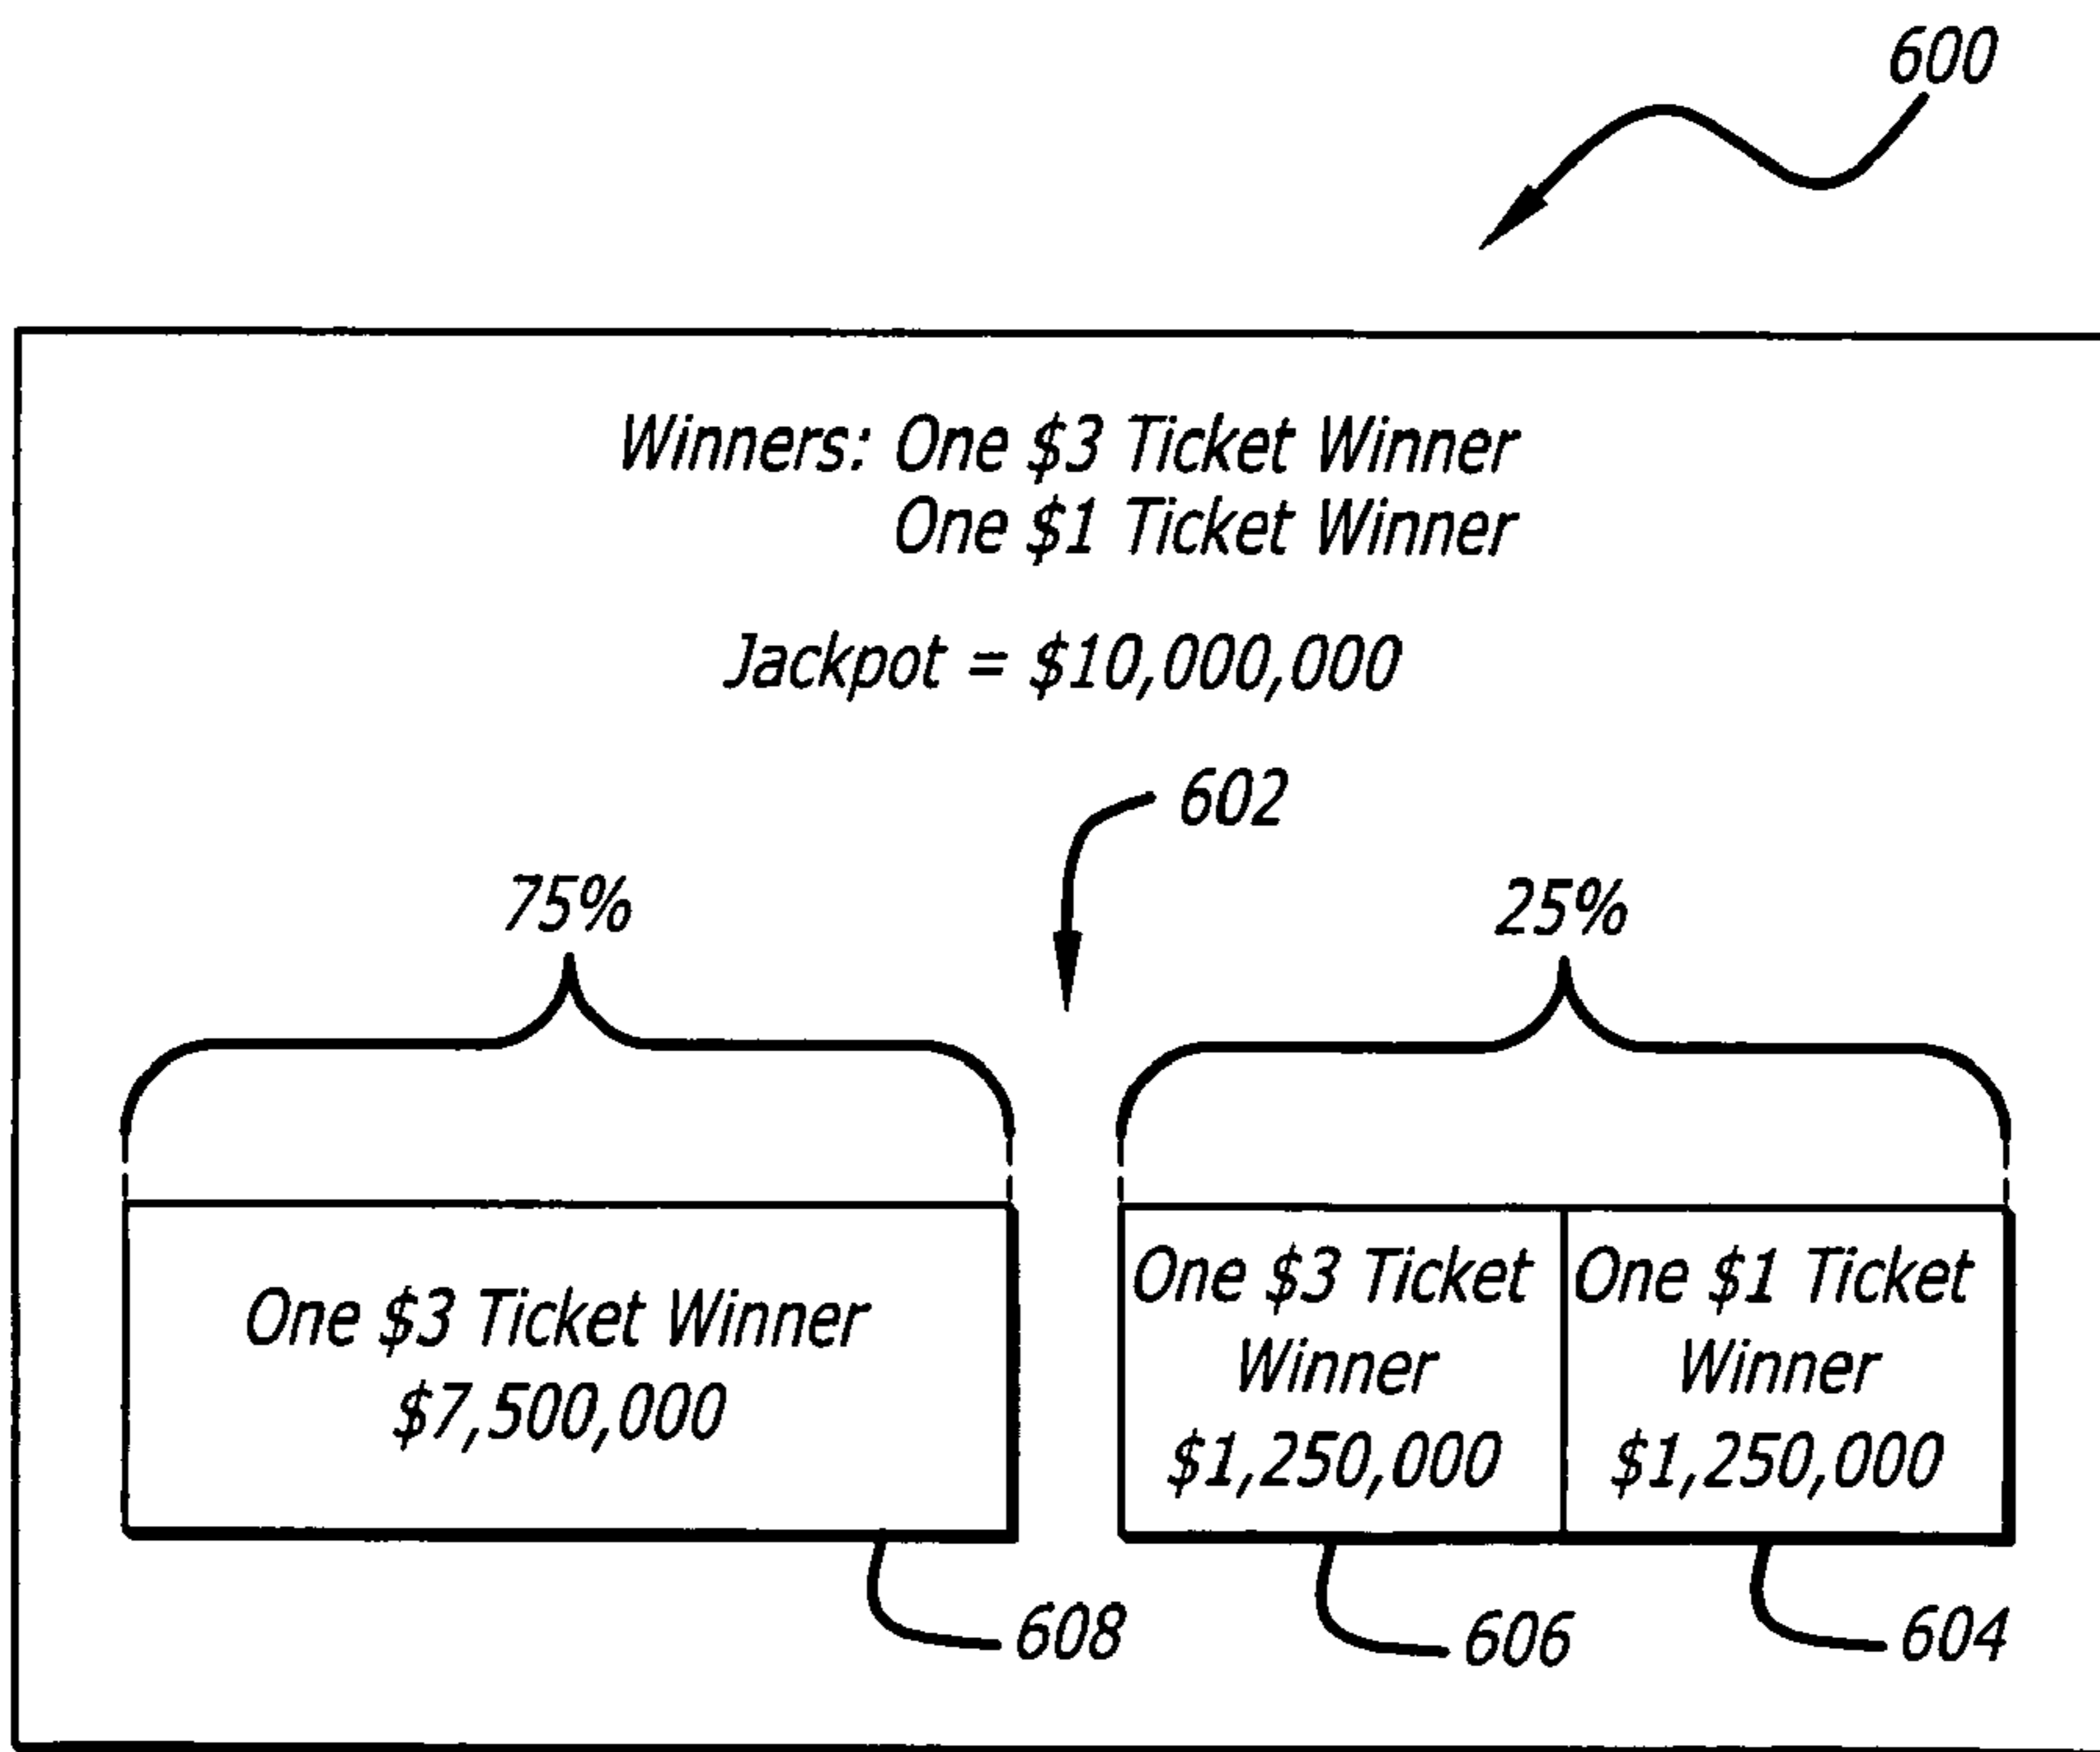 600
Winners: One $3 Ticket Winner
One $1 Ticket Winner
Jackpot = $10,000,000
602
75%
25%
One $3 Ticket Winner
$7,500,000
One $3 Ticket
Winner
$1,250,000
One $1 Ticket
Winner
$1,250,000
608
606
604